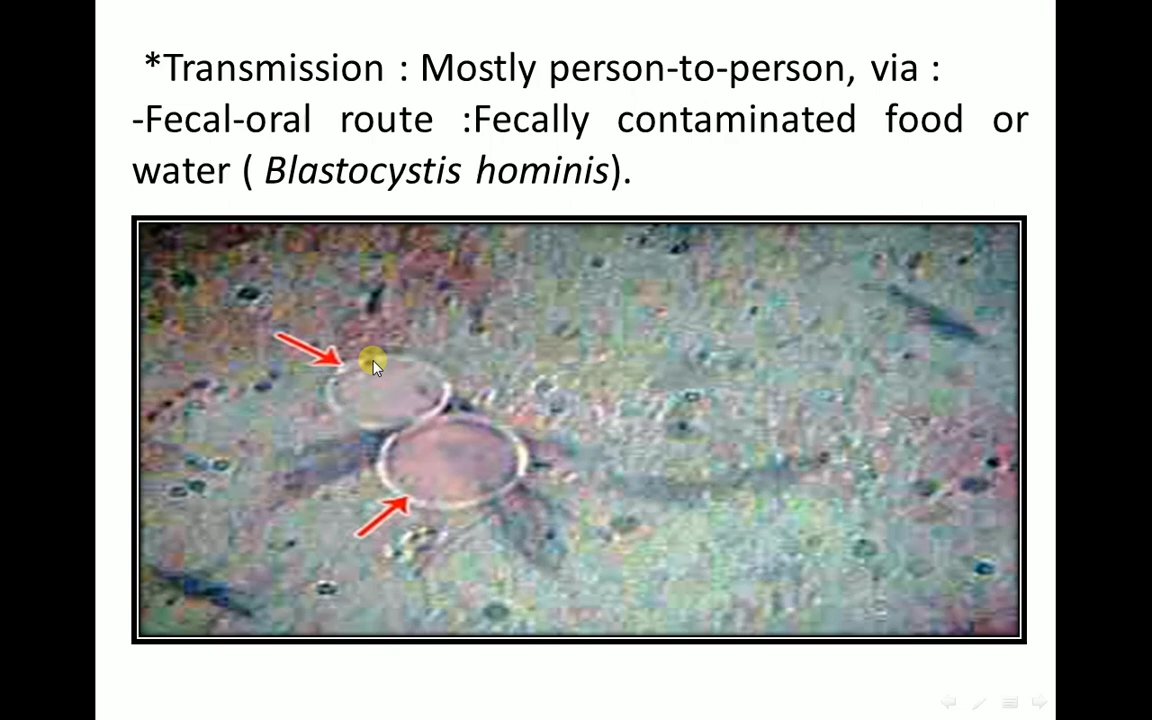 *Transmission : Mostly person-to-person, via :
-Fecal-oral route :Fecally contaminated food or
water ( Blastocystis hominis).